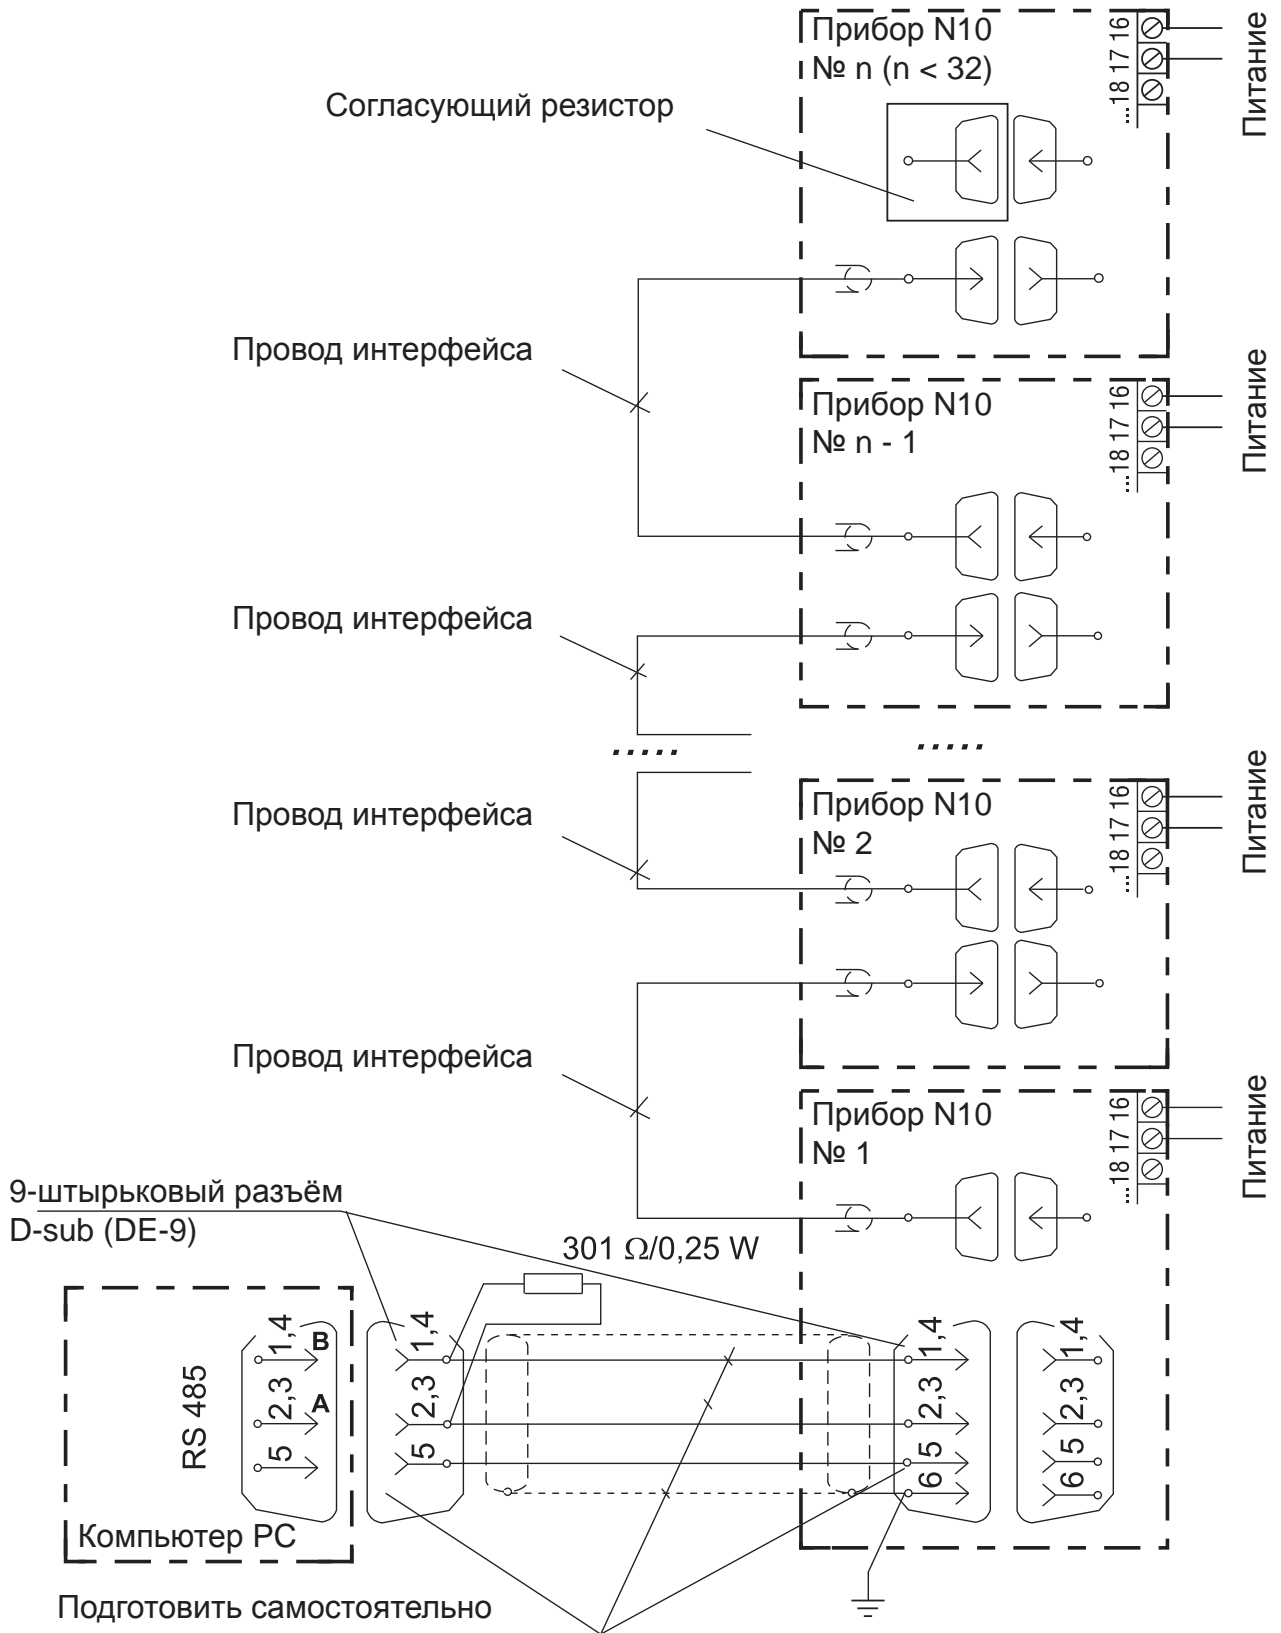 Прибор N10
№ n (n < 32)
...18 17 16
Питание
Согласующий резистор
Провод интерфейса
Прибор N10
№ n - 1
...18 17 16
Питание
Провод интерфейса
.....
.....
Прибор N10
№ 2
...18 17 16
Питание
Провод интерфейса
Провод интерфейса
Прибор N10
№ 1
...18 17 16
Питание
9-штырьковый разъём
D-sub (DE-9)
301 Ω/0,25 W
RS 485
1,4
B
2,3
A
5
Компьютер PC
1,4
2,3
5
1,4
2,3
5
6
1,4
2,3
5
6
Подготовить самостоятельно